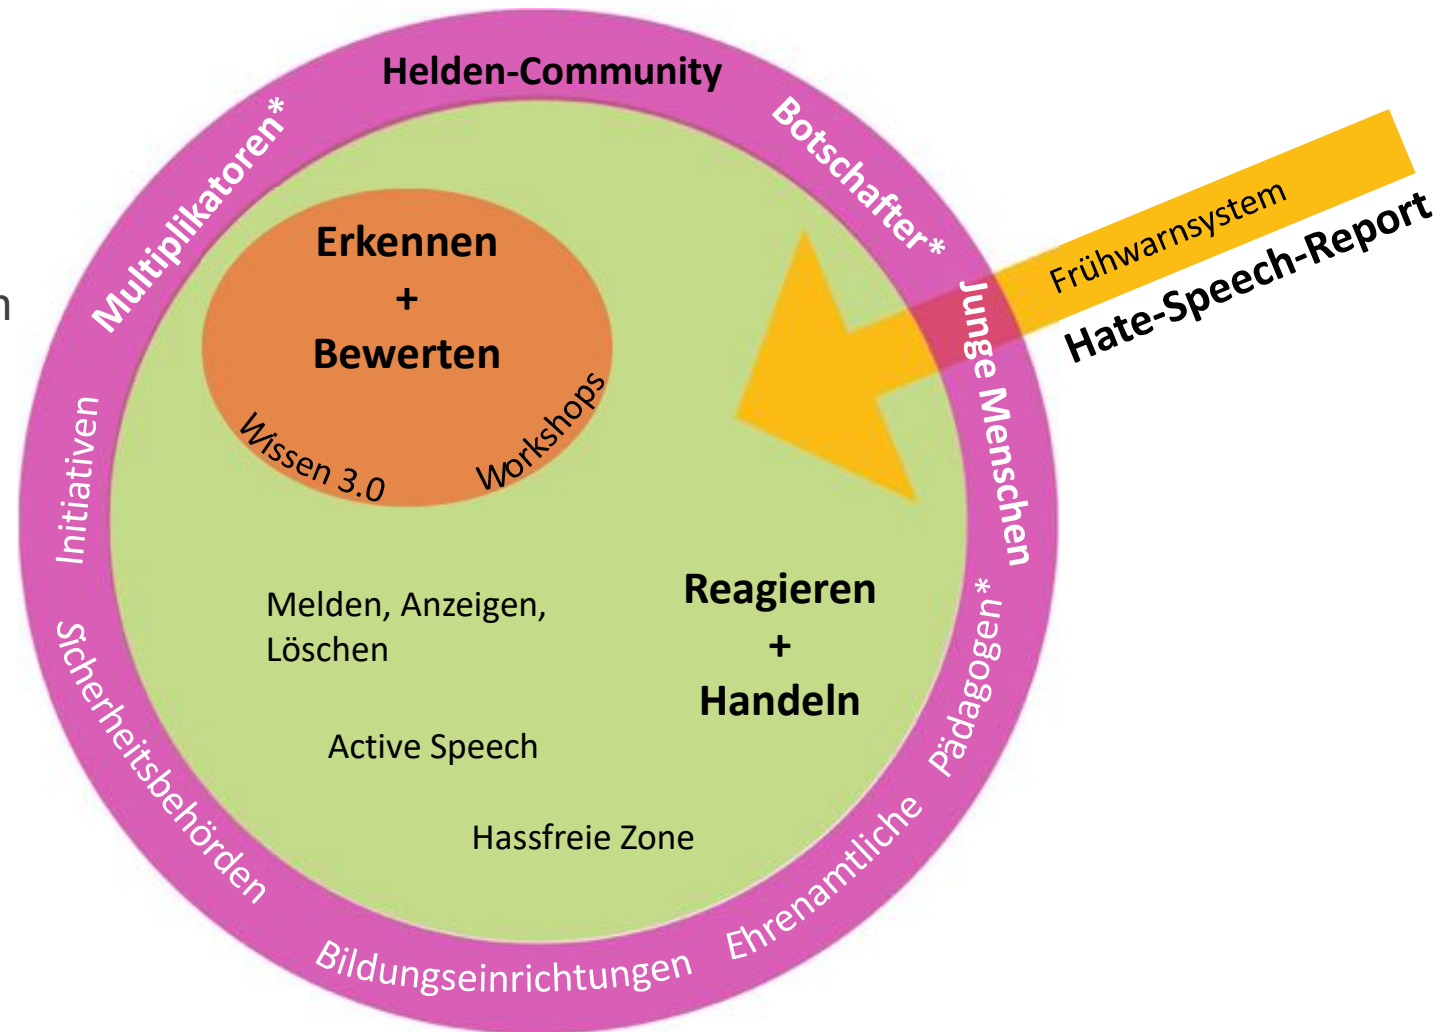 Helden-Community
Multiplikatoren*
Botschafter*
Frühwarnsystem
Hate-Speech-Report
Junge Menschen
Erkennen
+
Bewerten
Wissen 3.0
Workshops
n
Initiativen
Melden, Anzeigen,
Löschen
Reagieren
+
Handeln
Pädagogen*
Sicherheitsbehörden
Active Speech
Hassfreie Zone
Ehrenamtliche
Bildungseinrichtungen